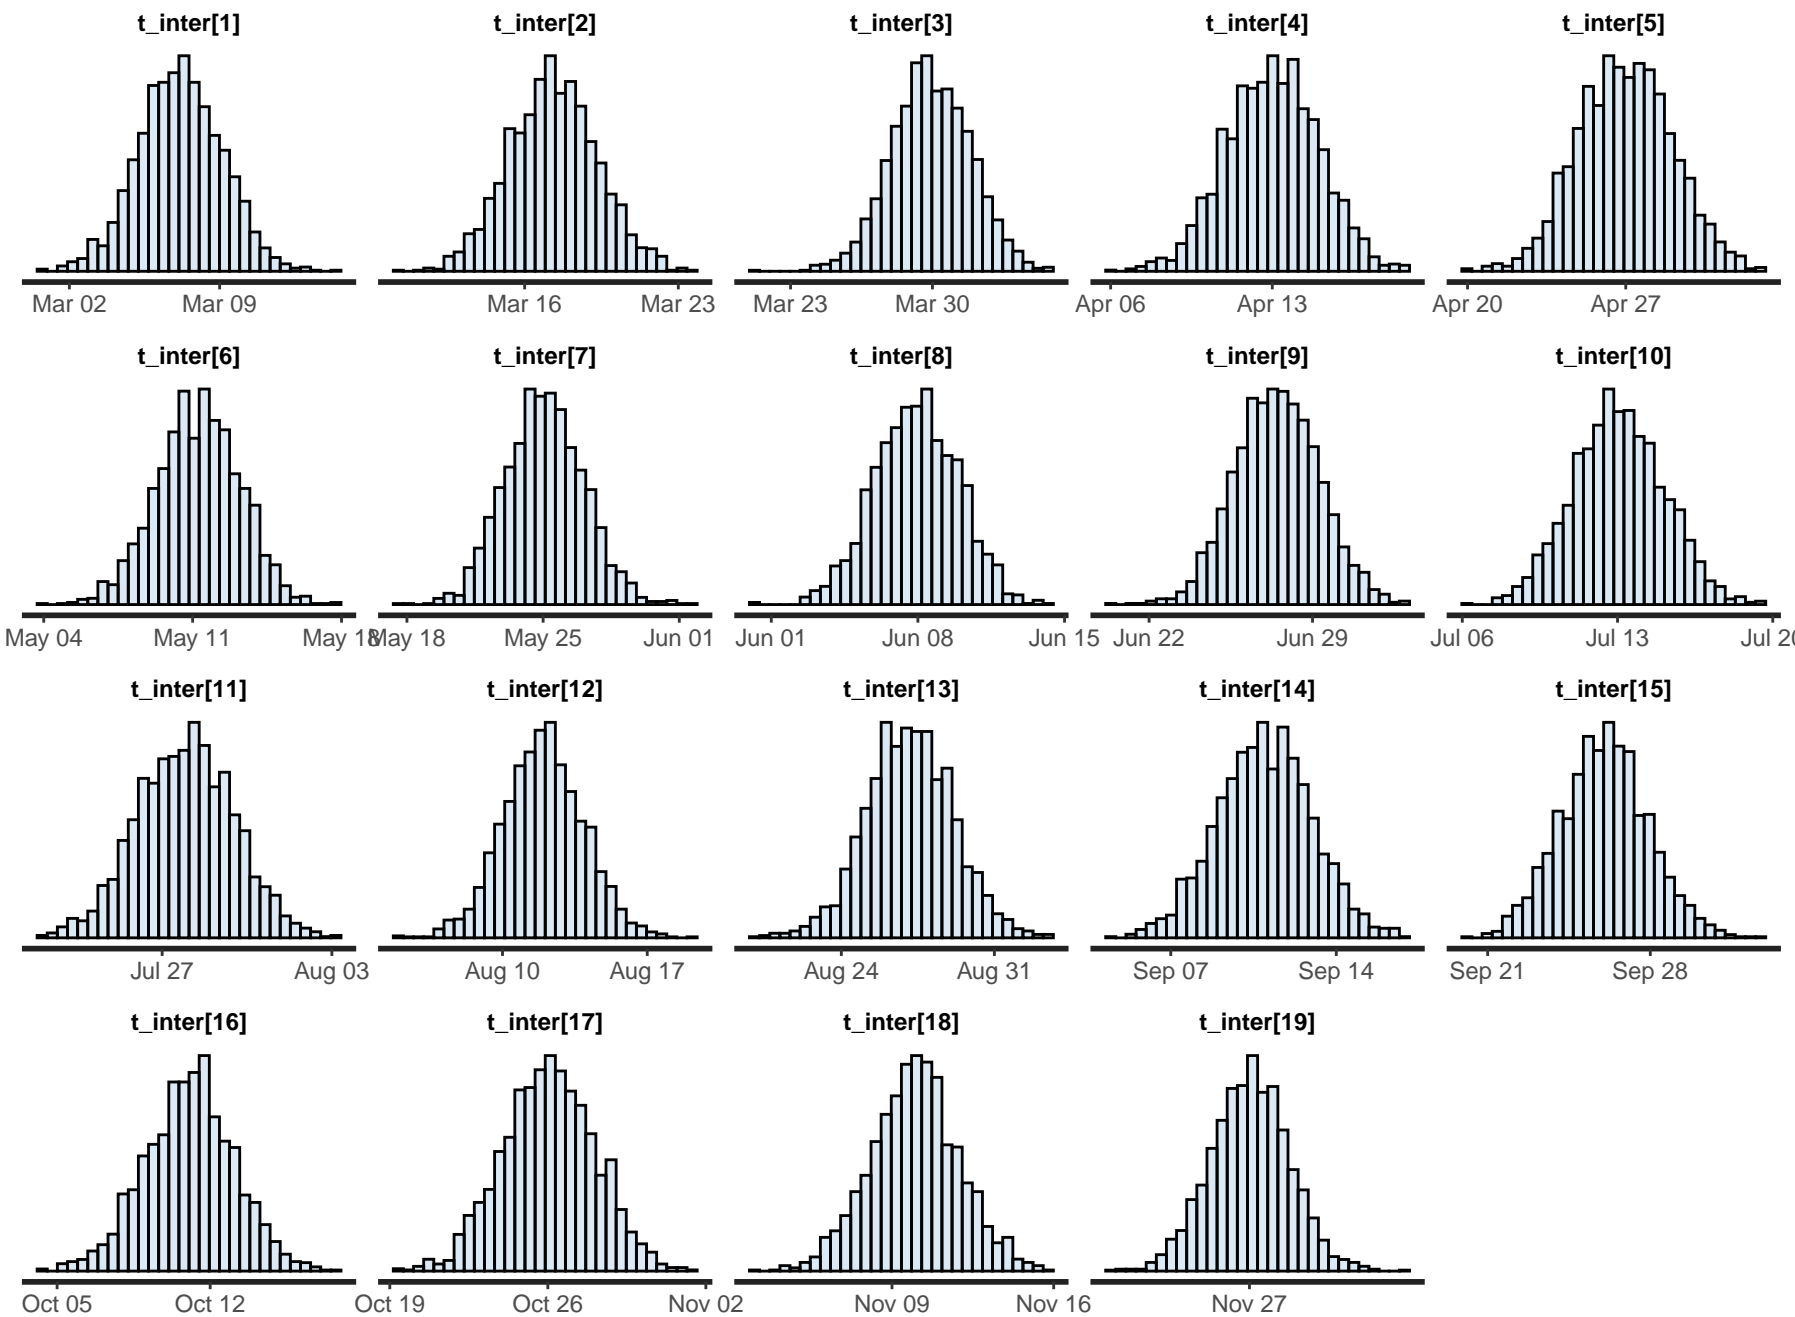 t_inter[1] t_inter[2] t_inter[3] t_inter[4] t_inter[5]
Mar 02 Mar 09 Mar 16 Mar 23 Mar 23 Mar 30 Apr 06 Apr 13 Apr 20 Apr 27
t_inter[6] t_inter[7] t_inter[8] t_inter[9] t_inter[10]
May 04 May 11 May 18 May 18 May 25 Jun 01 Jun 01 Jun 08 Jun 15 Jun 22 Jun 29 Jul 06 Jul 13 Jul 20
t_inter[11] t_inter[12] t_inter[13] t_inter[14] t_inter[15]
Jul 27 Aug 03 Aug 10 Aug 17 Aug 24 Aug 31 Sep 07 Sep 14 Sep 21 Sep 28
t_inter[16] t_inter[17] t_inter[18] t_inter[19]
Oct 05 Oct 12 Oct 19 Oct 26 Nov 02 Nov 09 Nov 16 Nov 27